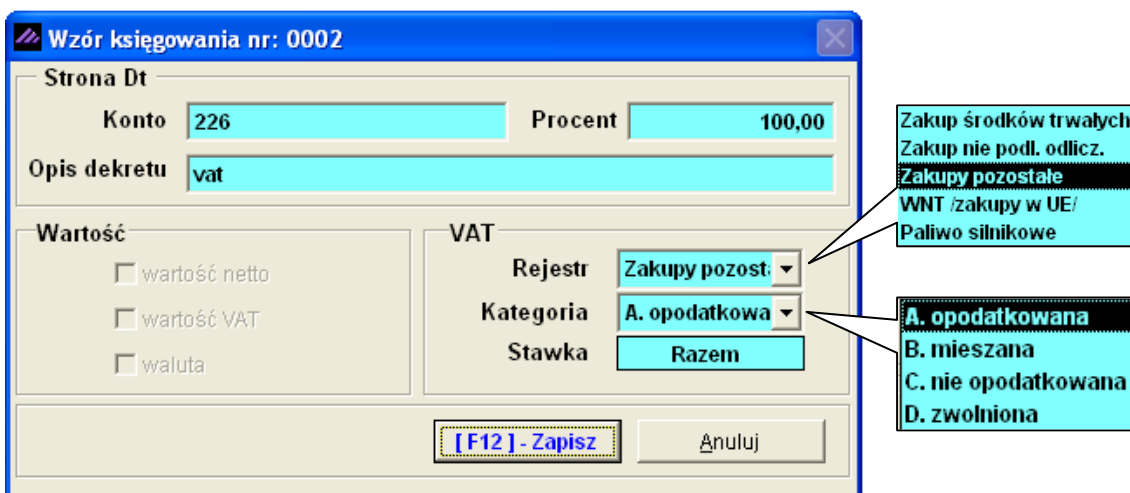 Wzór księgowania nr: 0002
Strona Dt
Konto 226 Procent 100,00
Opis dekretu vat
Wartość
wartość netto
wartość VAT
waluta
VAT
Rejestr Zakupy pozost
Kategoria A. opodatkowa
Stawka Razem
[ F12 ] - Zapisz Anuluj
Zakup środków trwałych
Zakup nie podl. odlicz.
Zakupy pozostałe
WNT /zakupy w UE/
Paliwo silnikowe
A. opodatkowana
B. mieszana
C. nie opodatkowana
D. zwolniona